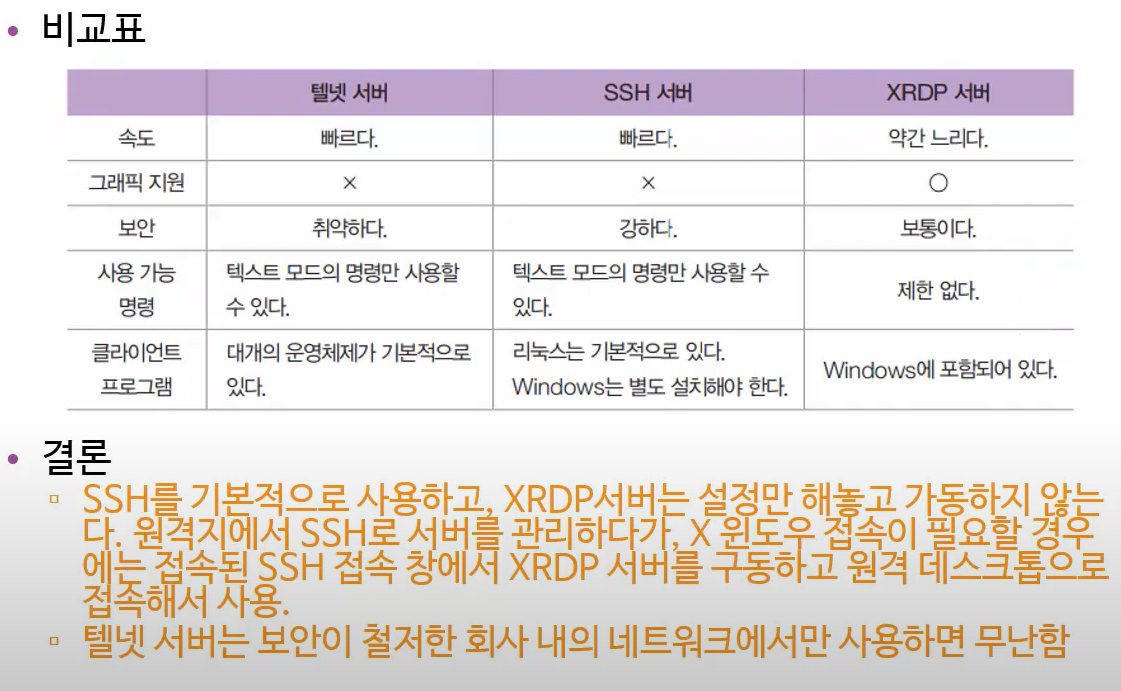 비교표
텔넷 서버 SSH 서버 XRDP 서버
속도 빠르다. 빠르다. 약간 느리다.
그래픽 지원 × × ○
보안 취약하다. 강하다. 보통이다.
사용 가능 명령 텍스트 모드의 명령만 사용할 수 있다. 텍스트 모드의 명령만 사용할 수 있다. 제한 없다.
클라이언트 프로그램 대개의 운영체제가 기본적으로 있다. 리눅스는 기본적으로 있다. Windows는 별도 설치해야 한다. Windows에 포함되어 있다.
결론
SSH를 기본적으로 사용하고, XRDP서버는 설정만 해놓고 가동하지 않는
다. 원격지에서 SSH로 서버를 관리하다가, X 윈도우 접속이 필요할 경우
에는 접속된 SSH 접속 창에서 XRDP 서버를 구동하고 원격 데스크톱으로
접속해서 사용.
텔넷 서버는 보안이 철저한 회사 내의 네트워크에서만 사용하면 무난함